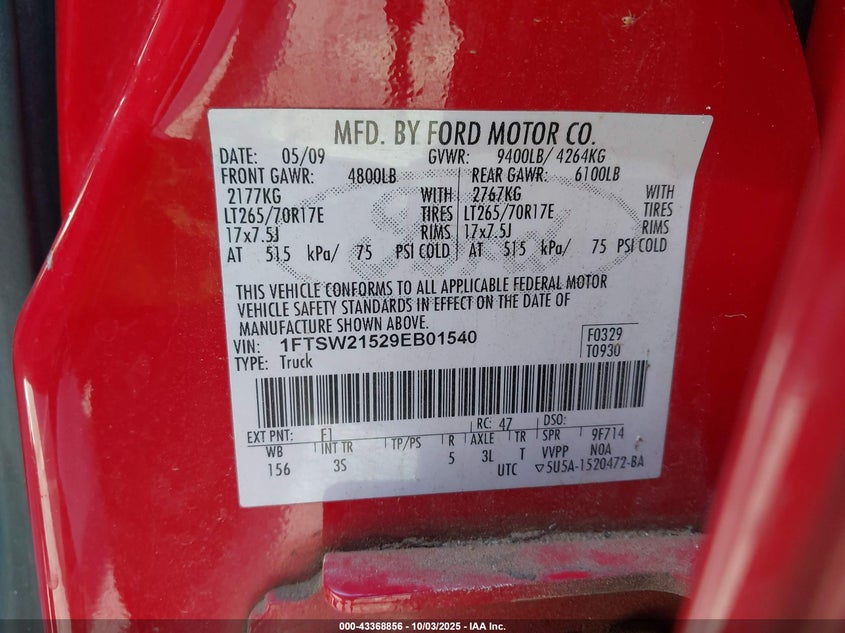 MFD. BY FORD MOTOR CO.
DATE: 05/09 GVWR: 9400LB/ 4264KG
FRONT GAWR: 4800LB REAR GAWR: 6100LB
2177KG WITH 2767KG WITH
LT265/70R17E TIRES LT265/70R17E TIRES
17x7.5J RIMS 17x7.5J RIMS
AT 515 kPa/ 75 PSI COLD AT 515 kPa/ 75 PSI COLD
THIS VEHICLE CONFORMS TO ALL APPLICABLE FEDERAL MOTOR
VEHICLE SAFETY STANDARDS IN EFFECT ON THE DATE OF
MANUFACTURE SHOWN ABOVE.
VIN: 1FTSW21529EB01540 F0329
TYPE: Truck T0930
EXT PNT: F1 RC: 47 DSO:
WB INT TR TP/PS R AXLE TR SPR 9F714
156 3S 5 3L T VVPP NOA
UTC ▽5U5A-1520472-BA
000-43368856 - 10/03/2025 - IAA Inc.